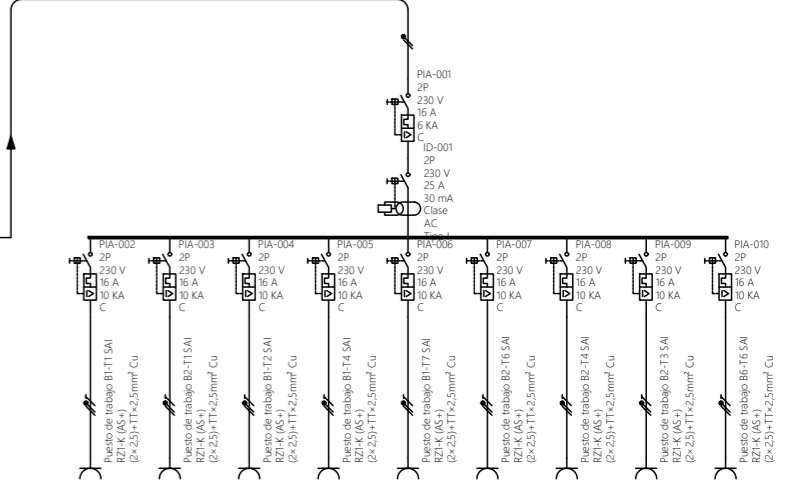 PIA-001
2P
230 V
16 A
6 KA
C
ID-001
2P
230 V
25 A
30 mA
Clase
AC
PIA-002
2P
230 V
16 A
10 KA
C
Puesto de trabajo B1-T1 SAI
RZ1-K (AS+)
(2×2,5)+TT×2,5mm² Cu
PIA-003
2P
230 V
16 A
10 KA
C
Puesto de trabajo B2-T1 SAI
RZ1-K (AS+)
(2×2,5)+TT×2,5mm² Cu
PIA-004
2P
230 V
16 A
10 KA
C
Puesto de trabajo B1-T2 SAI
RZ1-K (AS+)
(2×2,5)+TT×2,5mm² Cu
PIA-005
2P
230 V
16 A
10 KA
C
Puesto de trabajo B1-T4 SAI
RZ1-K (AS+)
(2×2,5)+TT×2,5mm² Cu
PIA-006
2P
230 V
16 A
10 KA
C
Puesto de trabajo B1-T7 SAI
RZ1-K (AS+)
(2×2,5)+TT×2,5mm² Cu
PIA-007
2P
230 V
16 A
10 KA
C
Puesto de trabajo B2-T6 SAI
RZ1-K (AS+)
(2×2,5)+TT×2,5mm² Cu
PIA-008
2P
230 V
16 A
10 KA
C
Puesto de trabajo B2-T4 SAI
RZ1-K (AS+)
(2×2,5)+TT×2,5mm² Cu
PIA-009
2P
230 V
16 A
10 KA
C
Puesto de trabajo B2-T3 SAI
RZ1-K (AS+)
(2×2,5)+TT×2,5mm² Cu
PIA-010
2P
230 V
16 A
10 KA
C
Puesto de trabajo B6-T6 SAI
RZ1-K (AS+)
(2×2,5)+TT×2,5mm² Cu